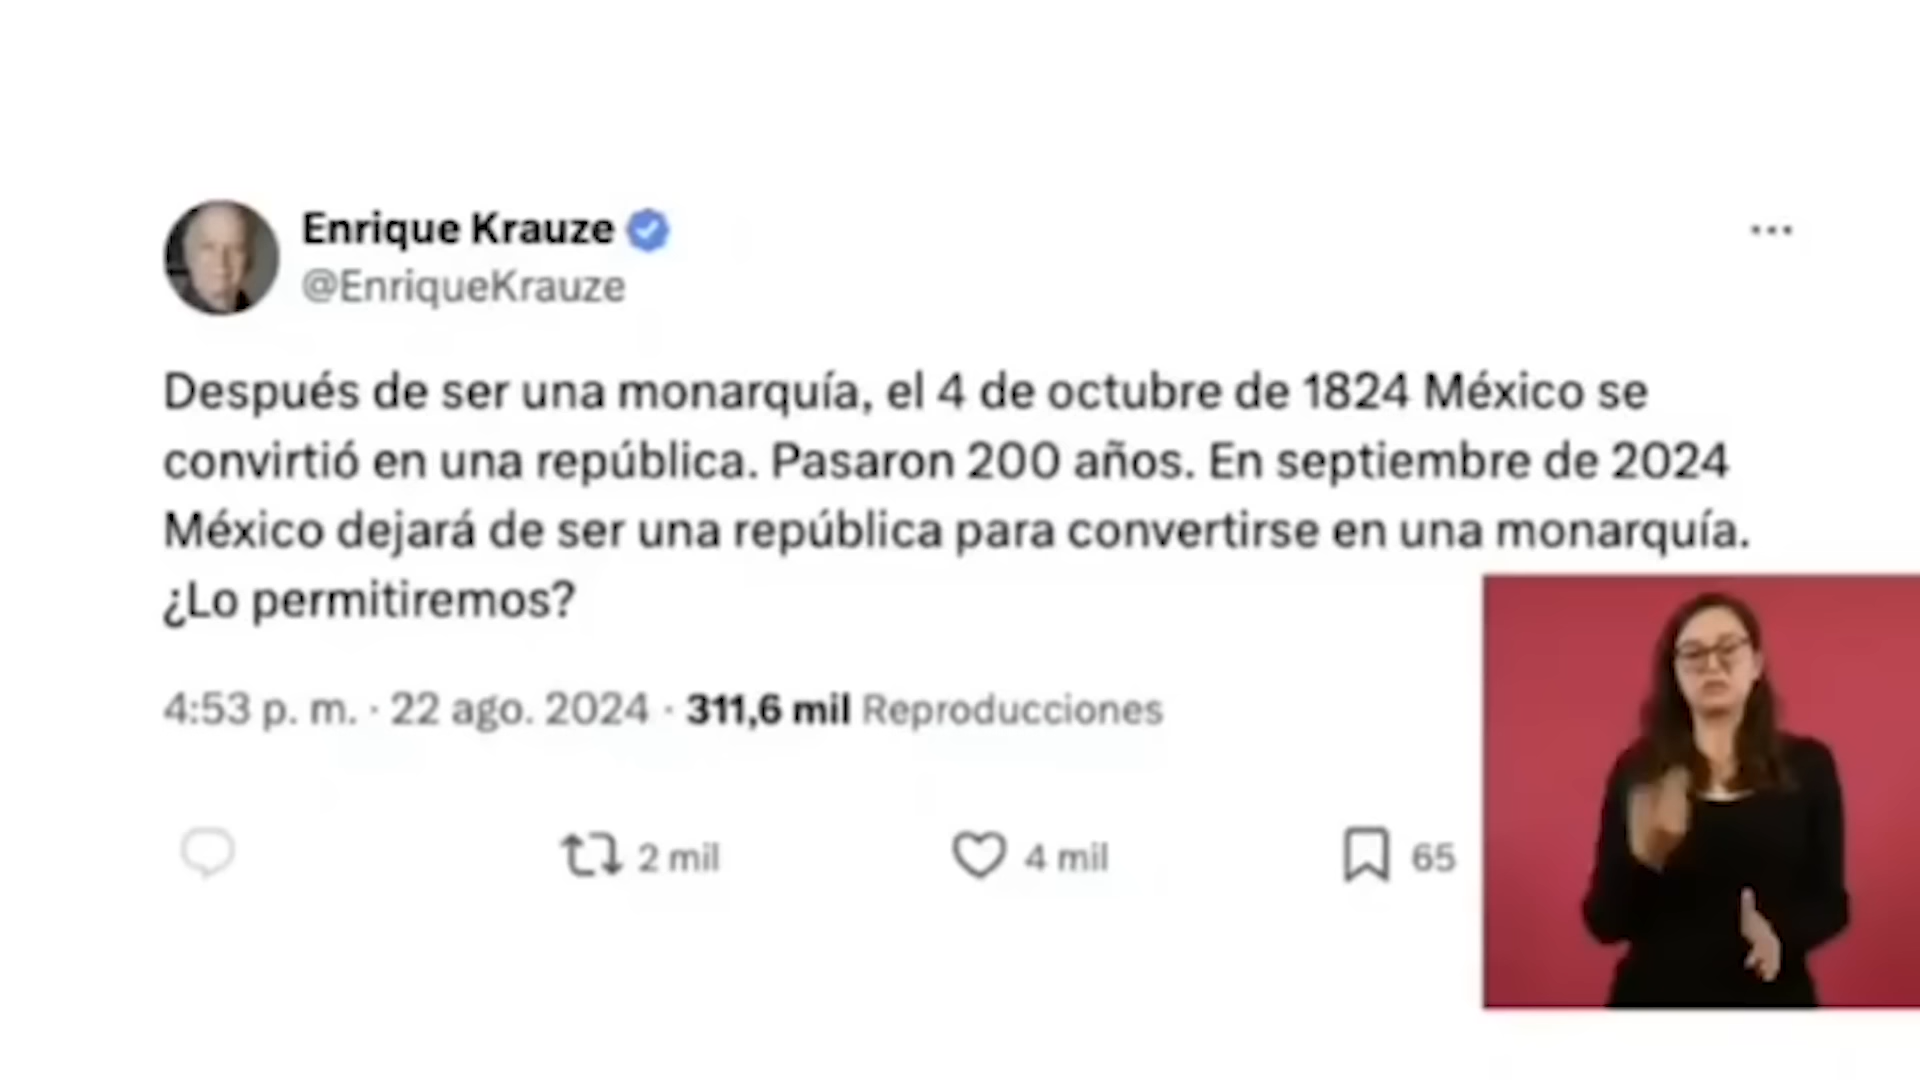 Enrique Krauze
@EnriqueKrauze
Después de ser una monarquía, el 4 de octubre de 1824 México se
convirtió en una república. Pasaron 200 años. En septiembre de 2024
México dejará de ser una república para convertirse en una monarquía.
¿Lo permitiremos?
4:53 p. m. · 22 ago. 2024 · 311,6 mil Reproducciones
2 mil 4 mil 65